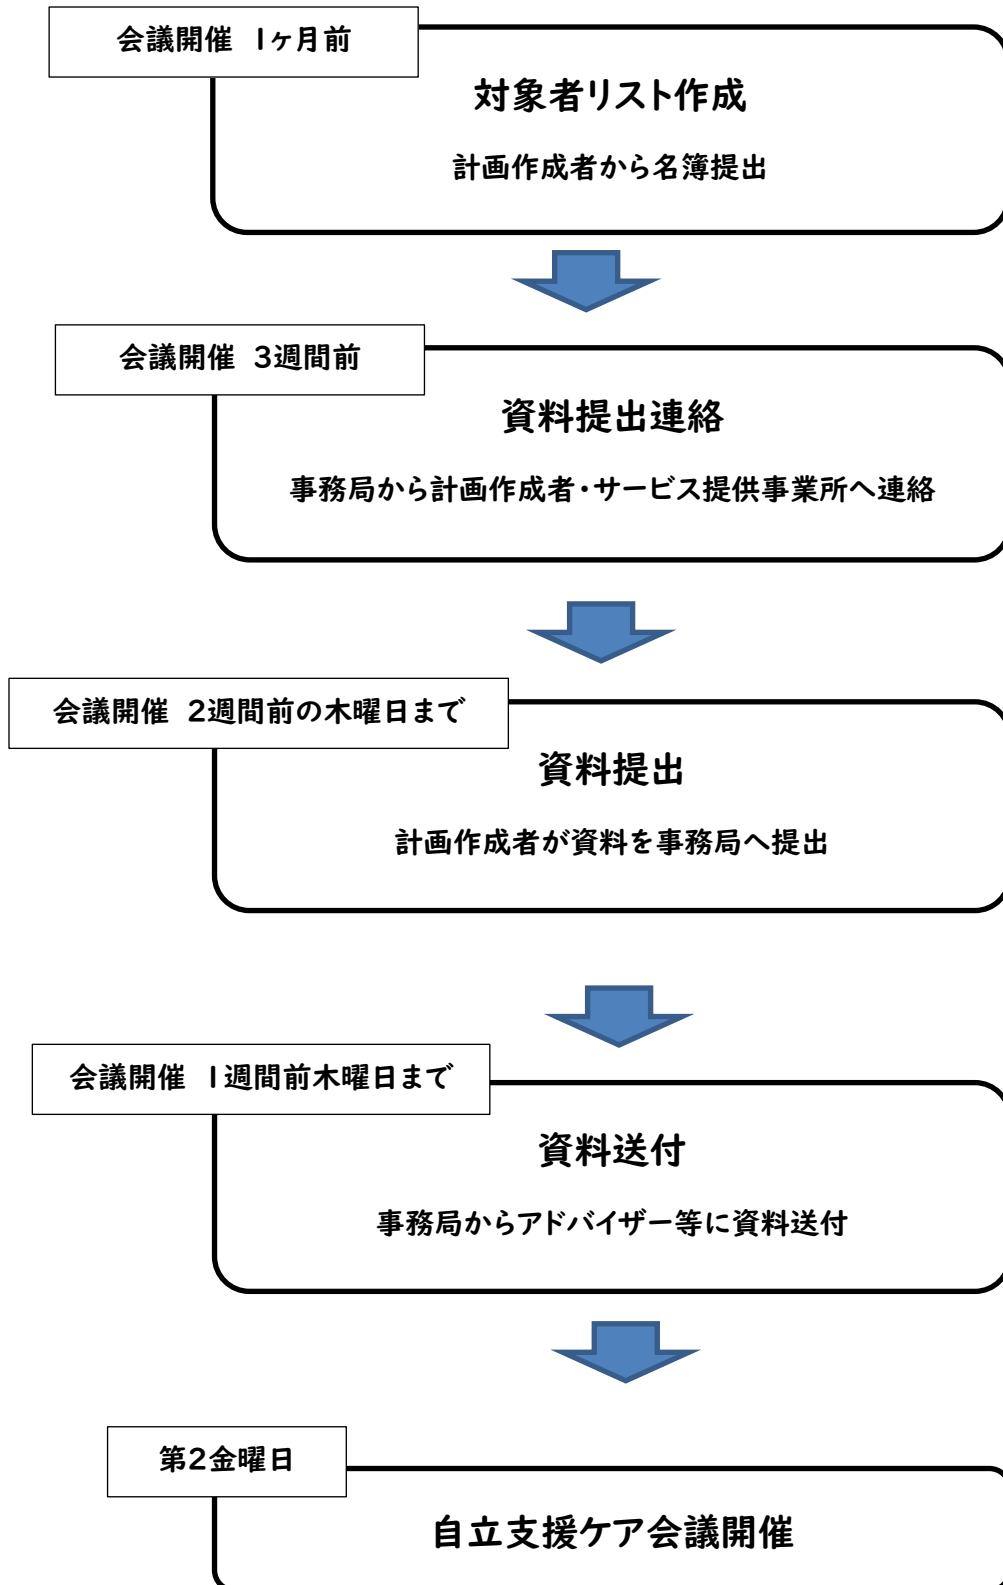 会議開催 1ヶ月前
対象者リスト作成
計画作成者から名簿提出
会議開催 3週間前
資料提出連絡
事務局から計画作成者・サービス提供事業所へ連絡
会議開催 2週間前の木曜日まで
資料提出
計画作成者が資料を事務局へ提出
会議開催 1週間前木曜日まで
資料送付
事務局からアドバイザー等に資料送付
第2金曜日
自立支援ケア会議開催